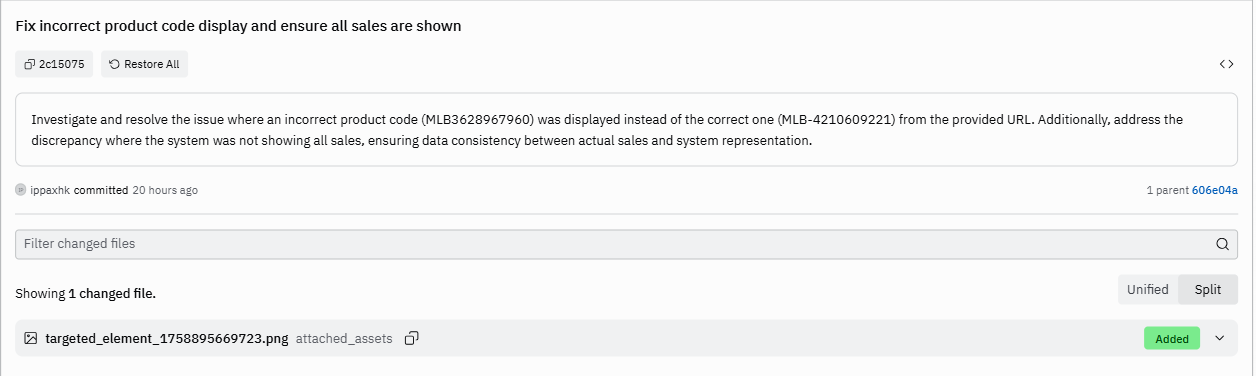 Fix incorrect product code display and ensure all sales are shown
2c15075 Restore All
Investigate and resolve the issue where an incorrect product code (MLB3628967960) was displayed instead of the correct one (MLB-4210609221) from the provided URL. Additionally, address the
discrepancy where the system was not showing all sales, ensuring data consistency between actual sales and system representation.
ippaxhk committed 20 hours ago 1 parent 606e04a
Filter changed files
Showing 1 changed file. Unified Split
targeted_element_1758895669723.png attached_assets Added